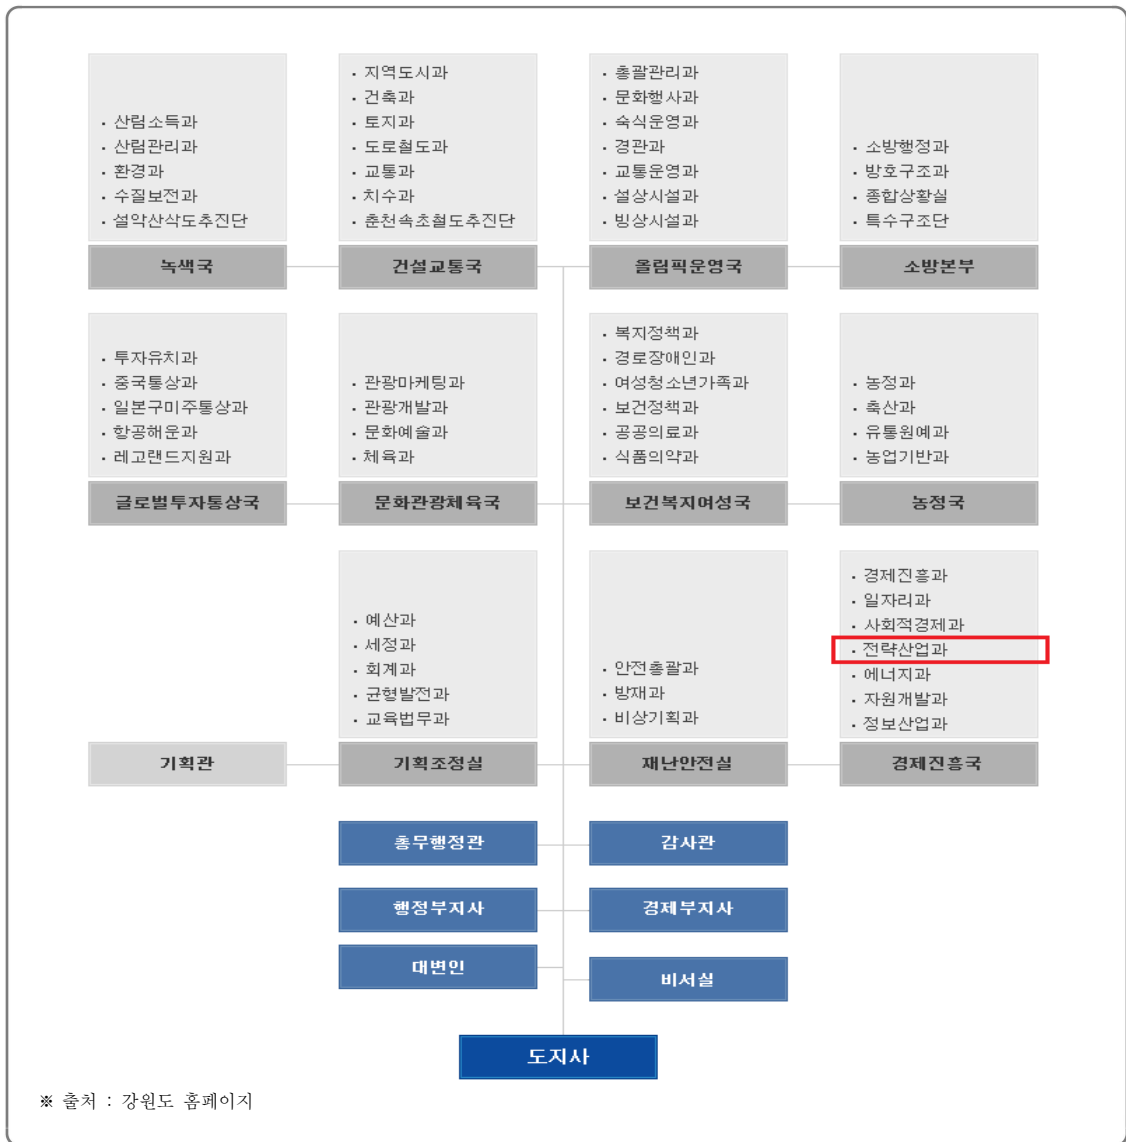 · 산림소득과
· 산림관리과
· 환경과
· 수질보전과
· 설악산삭도추진단
녹색국
· 지역도시과
· 건축과
· 토지과
· 도로철도과
· 교통과
· 치수과
· 춘천속초철도추진단
건설교통국
· 총괄관리과
· 문화행사과
· 숙식운영과
· 경관과
· 교통운영과
· 설상시설과
· 빙상시설과
올림픽운영국
· 소방행정과
· 방호구조과
· 종합상황실
· 특수구조단
소방본부
· 투자유치과
· 중국통상과
· 일본구미주통상과
· 항공해운과
· 레고랜드지원과
글로벌투자통상국
· 관광마케팅과
· 관광개발과
· 문화예술과
· 체육과
문화관광체육국
· 복지정책과
· 경로장애인과
· 여성청소년가족과
· 보건정책과
· 공공의료과
· 식품의약과
보건복지여성국
· 농정과
· 축산과
· 유통원예과
· 농업기반과
농정국
기획관
· 예산과
· 세정과
· 회계과
· 균형발전과
· 교육법무과
기획조정실
· 안전총괄과
· 방재과
· 비상기획과
재난안전실
· 경제진흥과
· 일자리과
· 사회적경제과
· 전략산업과
· 에너지과
· 자원개발과
· 정보산업과
경제진흥국
총무행정관
감사관
행정부지사
경제부지사
대변인
비서실
도지사
※ 출처 : 강원도 홈페이지